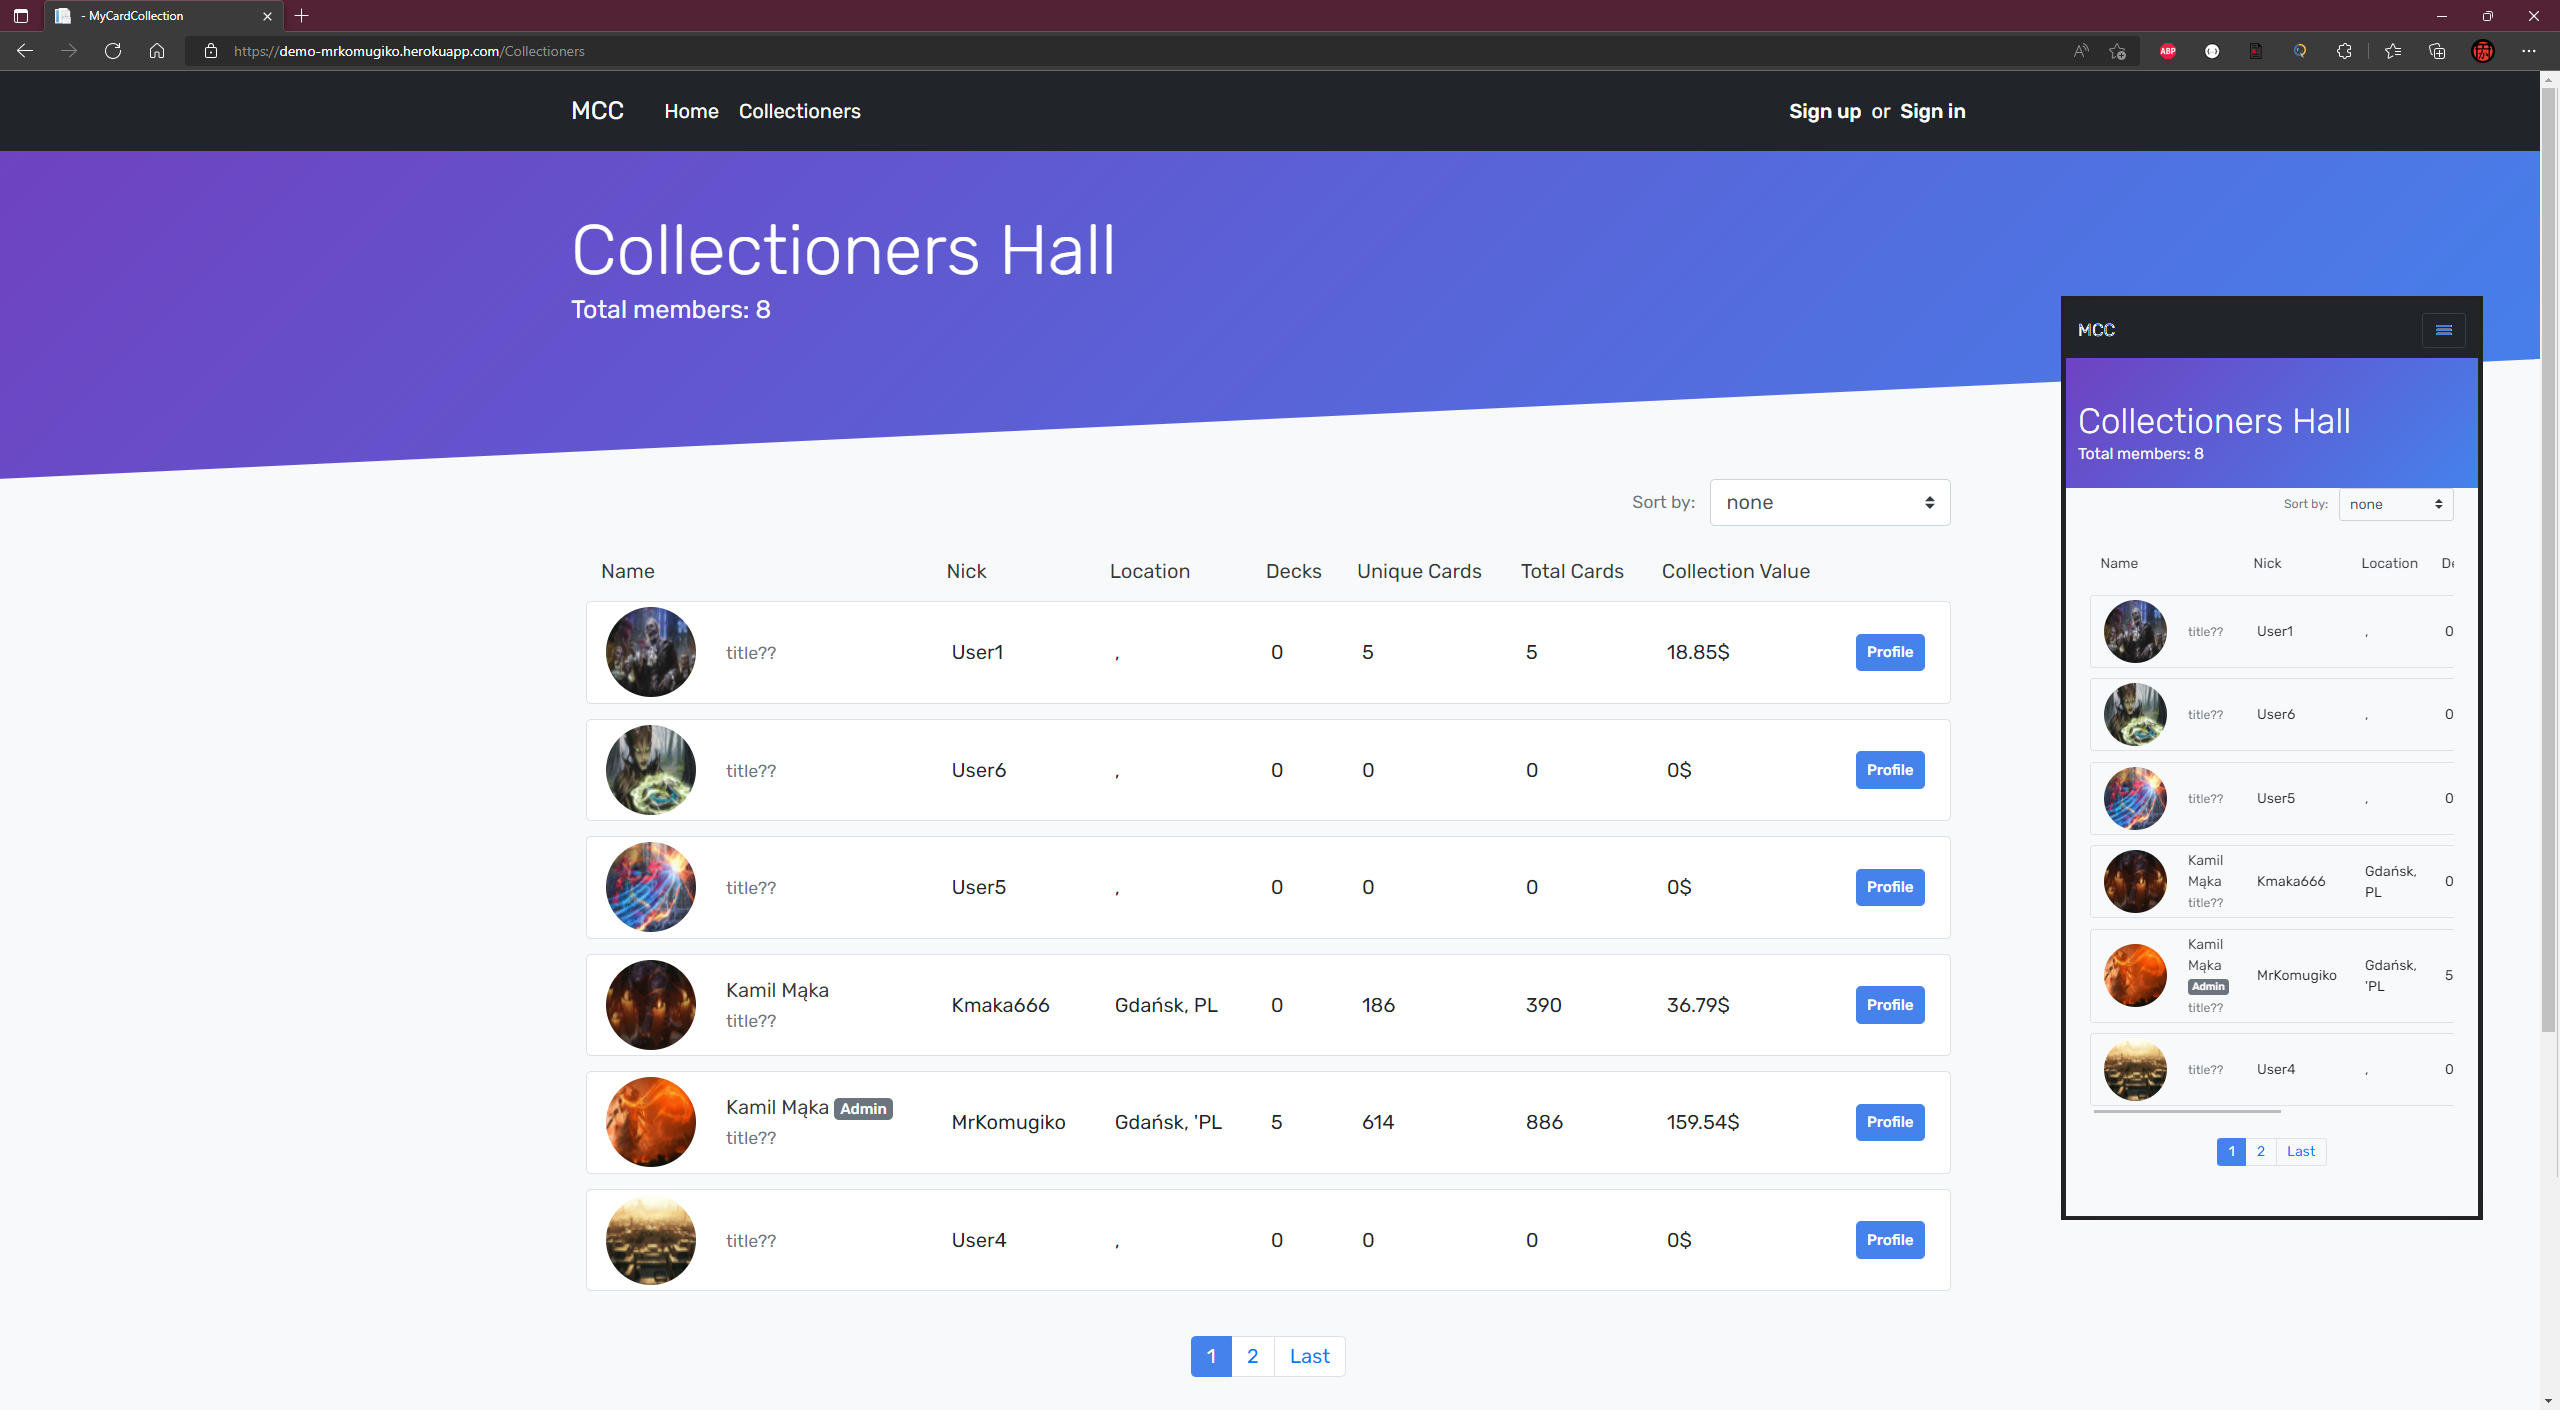 - MyCardCollection
https://demo-mrkomugiko.herokuapp.com/Collectioners
ABP
MCC Home Collectioners Sign up or Sign in
Collectioners Hall
Total members: 8
Sort by: none
Name Nick Location Decks Unique Cards Total Cards Collection Value
title?? User1 , 0 5 5 18.85$ Profile
title?? User6 , 0 0 0 0$ Profile
title?? User5 , 0 0 0 0$ Profile
Kamil Mąka
title?? Kmaka666 Gdańsk, PL 0 186 390 36.79$ Profile
Kamil Mąka Admin
title?? MrKomugiko Gdańsk, 'PL 5 614 886 159.54$ Profile
title?? User4 , 0 0 0 0$ Profile
1 2 Last
MCC
Collectioners Hall
Total members: 8
Sort by: none
Name Nick Location De
title?? User1 , 0
title?? User6 , 0
title?? User5 , 0
Kamil
Mąka
title?? Kmaka666 Gdańsk,
PL 0
Kamil
Mąka
Admin
title?? MrKomugiko Gdańsk,
'PL 5
title?? User4 , 0
1 2 Last